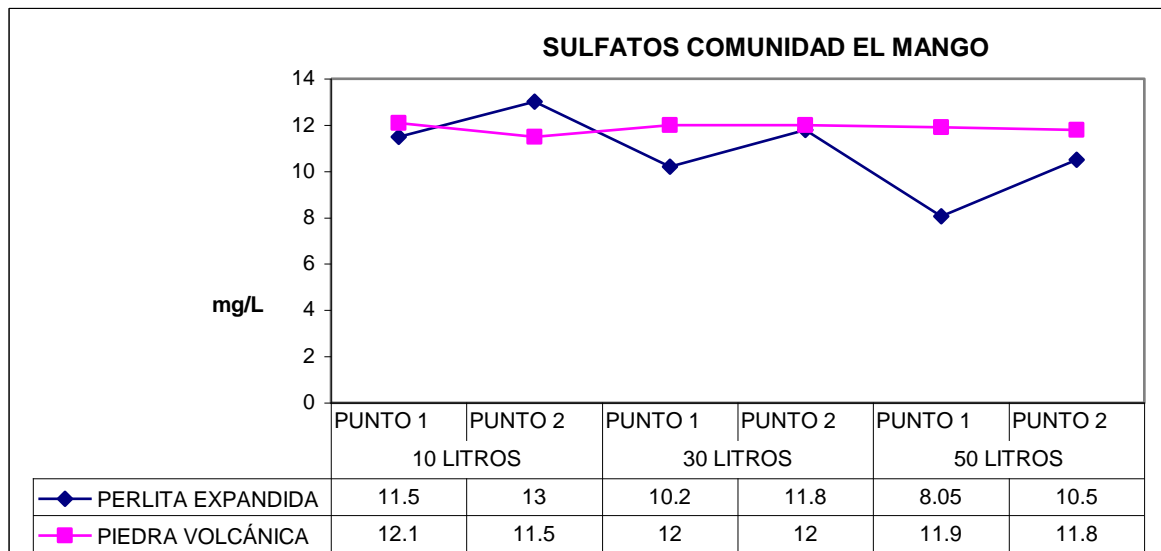 SULFATOS COMUNIDAD EL MANGO
14
12
10
8
6
4
2
0
mg/L
PUNTO 1 PUNTO 2 PUNTO 1 PUNTO 2 PUNTO 1 PUNTO 2
10 LITROS 30 LITROS 50 LITROS
PERLITA EXPANDIDA 11.5 13 10.2 11.8 8.05 10.5
PIEDRA VOLCÁNICA 12.1 11.5 12 12 11.9 11.8